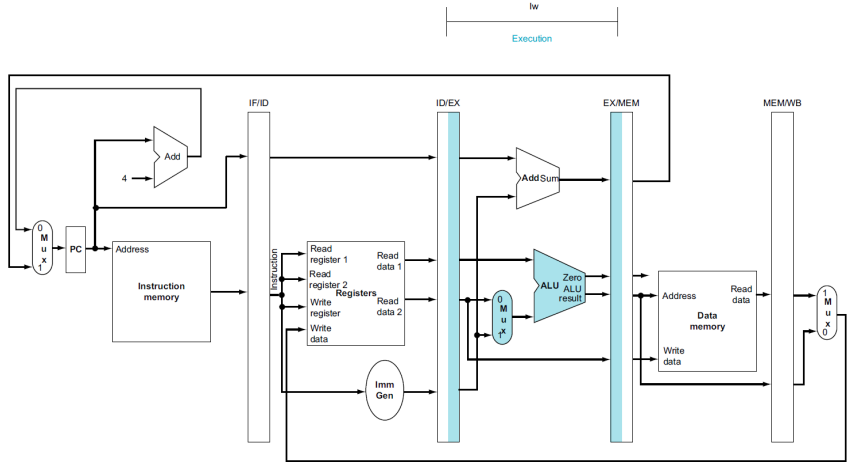 lw
Execution
IF/ID
ID/EX
EX/MEM
MEM/WB
Add
4
Add Sum
0
M
u
x
1
PC
Address
Instruction
memory
Instruction
Read
register 1
Read
register 2
Write
register
Write
data
Registers
Read
data 1
Read
data 2
Imm
Gen
0
M
u
x
1
ALU
Zero
ALU
result
Address
Write
data
Data
memory
Read
data
1
M
u
x
0